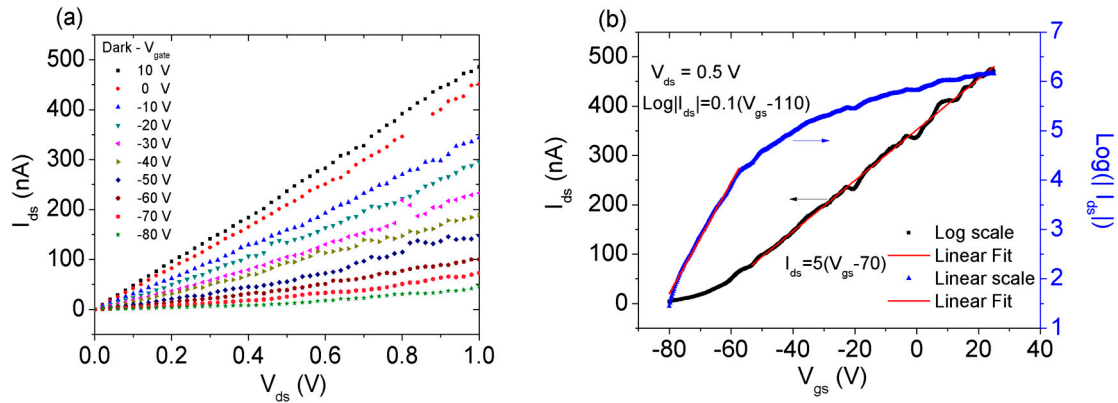 (a)
Dark - Vgate
10 V
0 V
-10 V
-20 V
-30 V
-40 V
-50 V
-60 V
-70 V
-80 V
500
400
300
200
100
0
Ids (nA)
0.0 0.2 0.4 0.6 0.8 1.0
Vds (V)
(b)
Vds = 0.5 V
Log|Ids|=0.1(Vgs-110)
Ids=5(Vgs-70)
Log scale
Linear Fit
Linear scale
Linear Fit
500
400
300
200
100
0
Ids (nA)
-80 -60 -40 -20 0 20 40
Vgs (V)
7
6
5
4
3
2
1
Log(| Ids|)